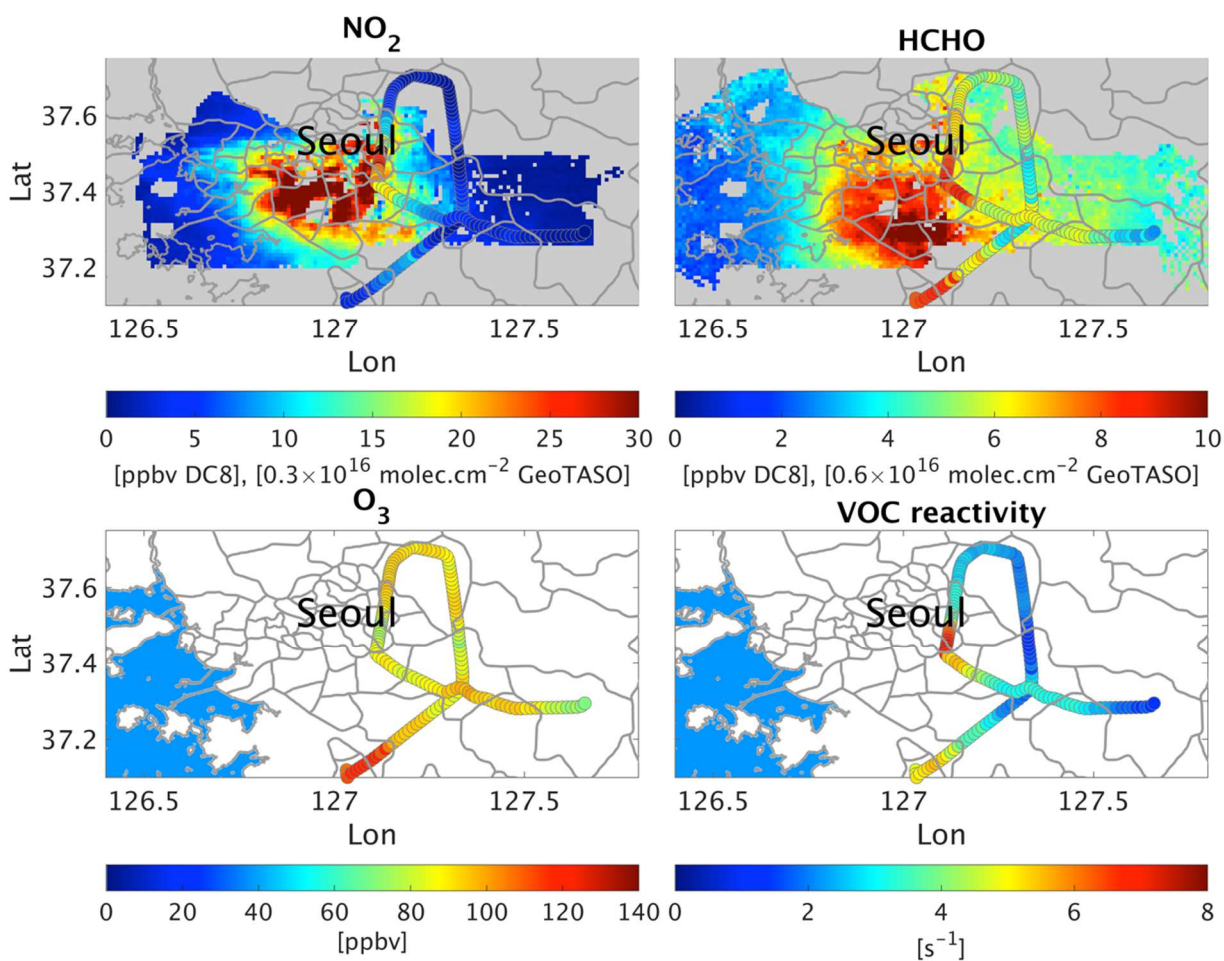 NO2
HCHO
37.6
37.4
37.2
Lat
Seoul
Seoul
126.5 127 127.5
126.5 127 127.5
Lon
Lon
0 5 10 15 20 25 30
0 2 4 6 8 10
[ppbv DC8], [0.3×10^16 molec.cm^-2 GeoTASO]
[ppbv DC8], [0.6×10^16 molec.cm^-2 GeoTASO]
O3
VOC reactivity
37.6
37.4
37.2
Lat
Seoul
Seoul
126.5 127 127.5
126.5 127 127.5
Lon
Lon
0 20 40 60 80 100 120 140
0 2 4 6 8
[ppbv]
[s^-1]